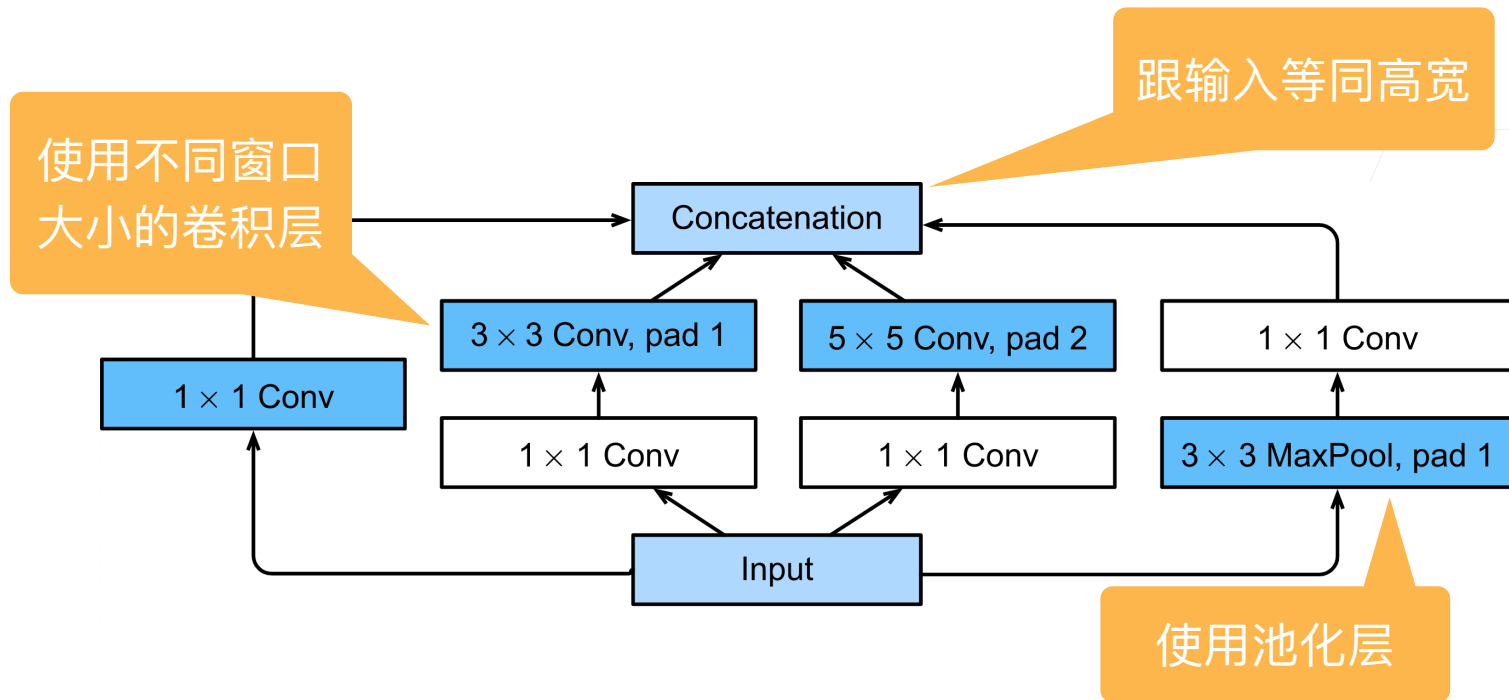 跟输入等同高宽
使用不同窗口
大小的卷积层
Concatenation
3 × 3 Conv, pad 1
5 × 5 Conv, pad 2
1 × 1 Conv
1 × 1 Conv
1 × 1 Conv
1 × 1 Conv
3 × 3 MaxPool, pad 1
Input
使用池化层